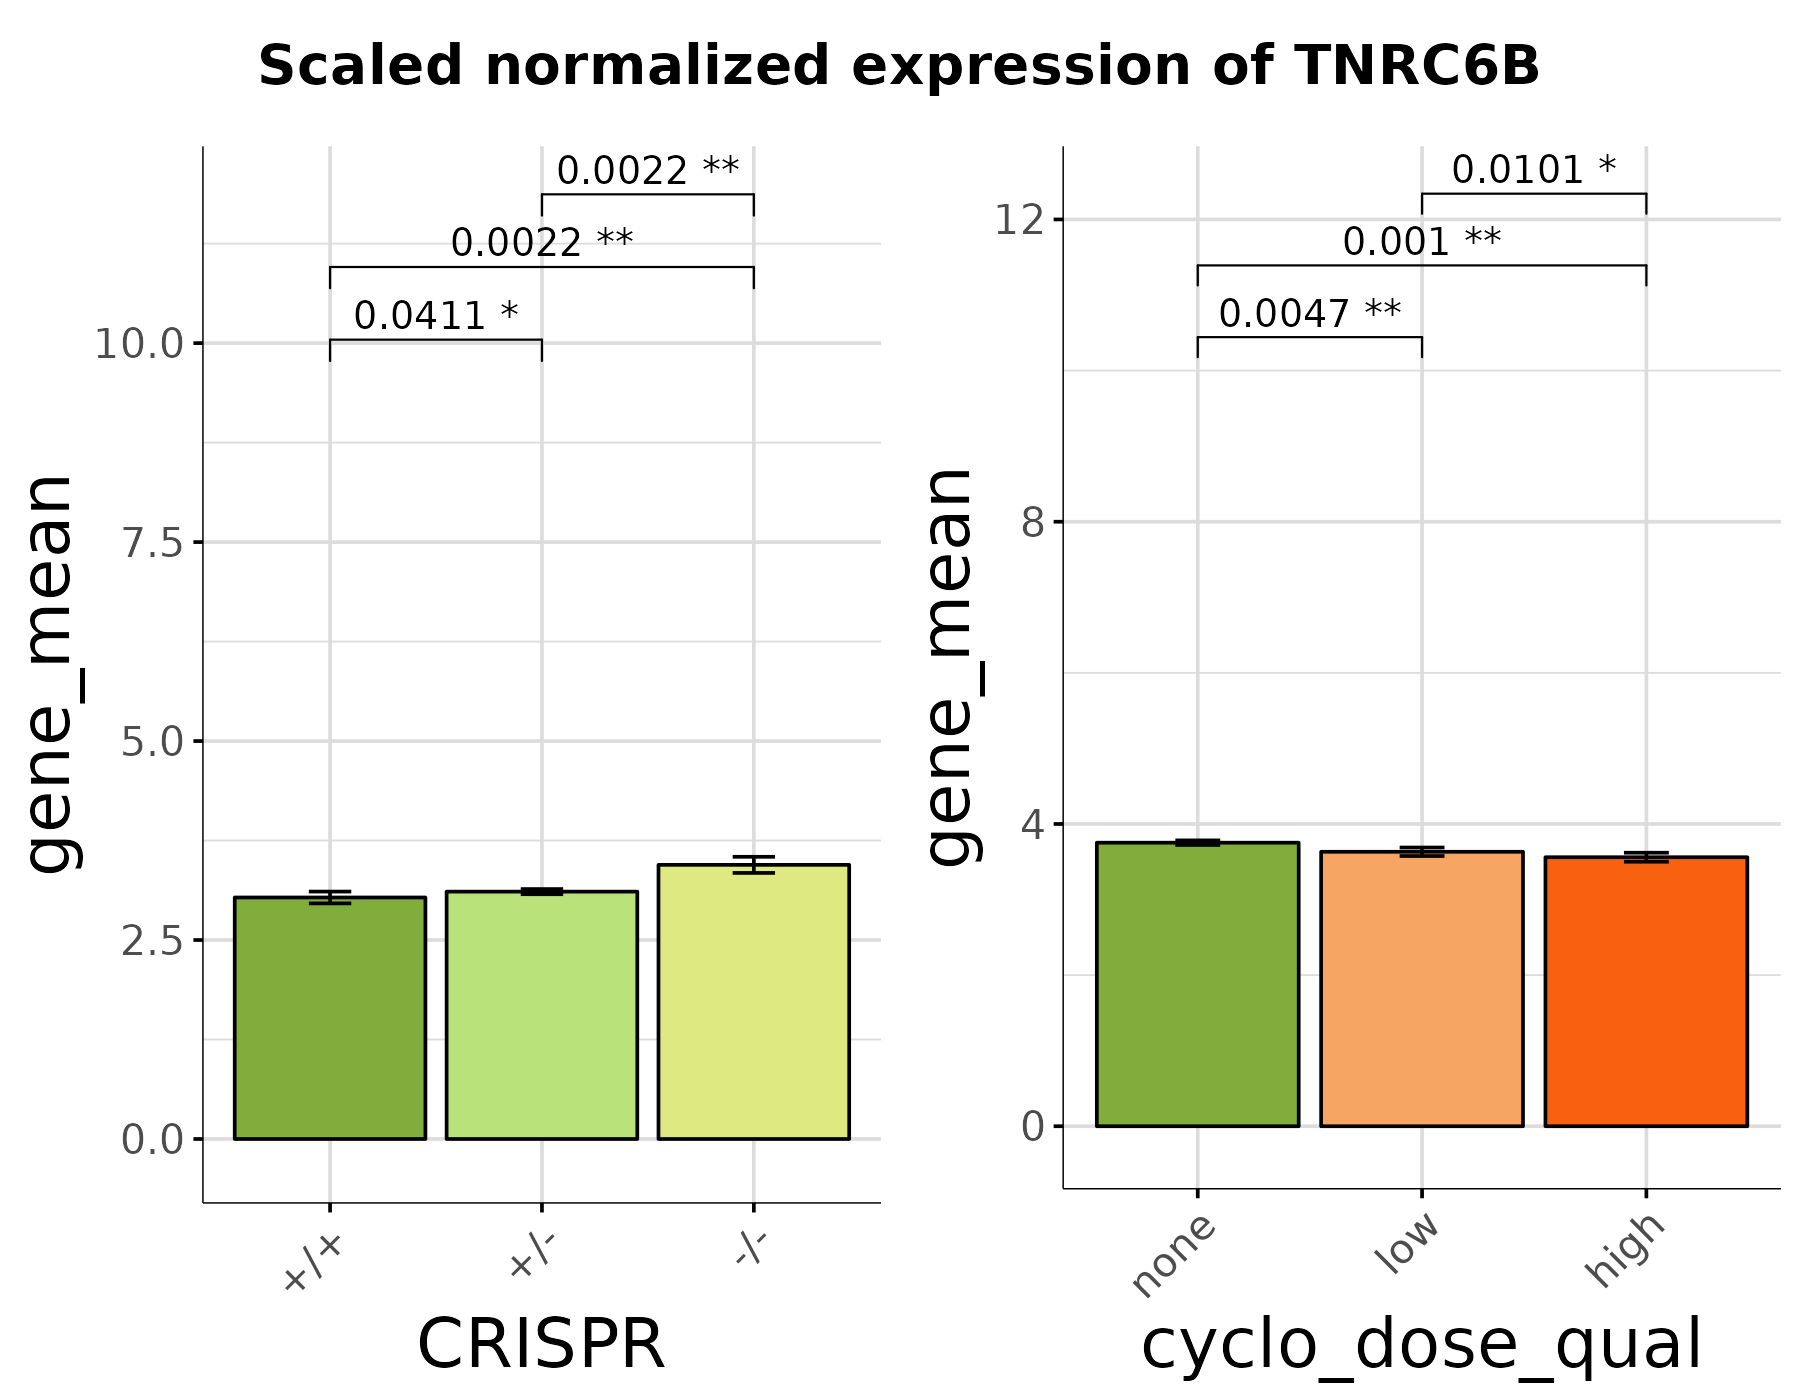 Scaled normalized expression of TNRC6B
gene_mean
10.0
7.5
5.0
2.5
0.0
0.0022 **
0.0022 **
0.0411 *
+/+
+/-
-/-
CRISPR
gene_mean
12
8
4
0
0.0101 *
0.001 **
0.0047 **
none
low
high
cyclo_dose_qual